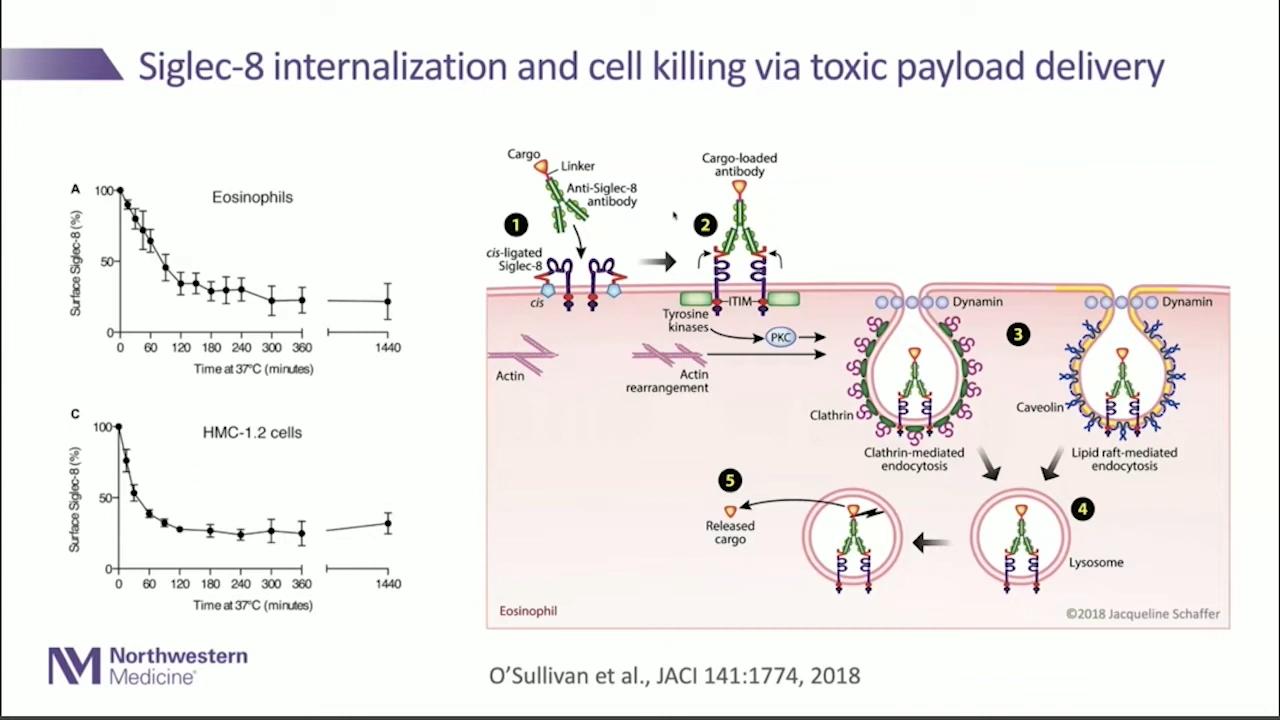 Siglec-8 internalization and cell killing via toxic payload delivery
A
Eosinophils
Surface Siglec-8 (%)
100
50
0
0 60 120 180 240 300 360 1440
Time at 37°C (minutes)
C
HMC-1.2 cells
Surface Siglec-8 (%)
100
50
0
0 60 120 180 240 300 360 1440
Time at 37°C (minutes)
Cargo
Linker
Anti-Siglec-8
antibody
1
cis-ligated
Siglec-8
cis
Cargo-loaded
antibody
2
ITIM
Tyrosine
kinases
PKC
Actin
Actin
rearrangement
Dynamin
Clathrin
Clathrin-mediated
endocytosis
3
Dynamin
Caveolin
Lipid raft-mediated
endocytosis
4
Lysosome
5
Released
cargo
Eosinophil
©2018 Jacqueline Schaffer
NM Northwestern
Medicine®
O'Sullivan et al., JACI 141:1774, 2018